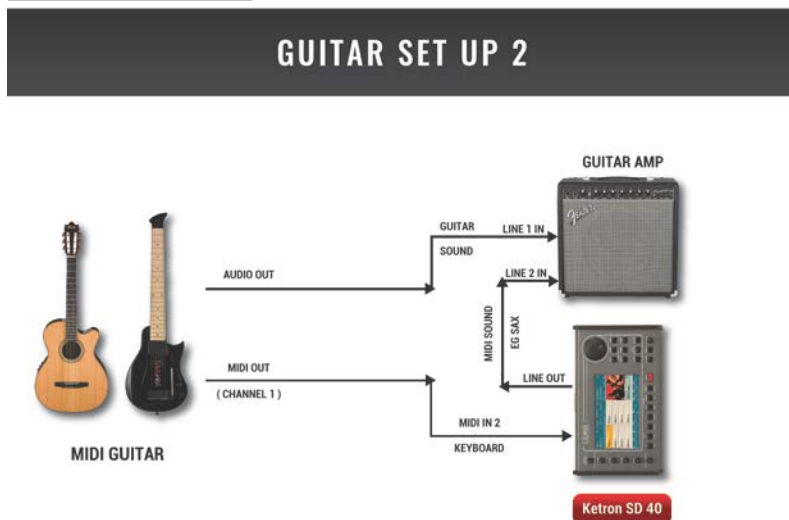 GUITAR SET UP 2
GUITAR AMP
Fender
GUITAR
LINE 1 IN
SOUND
LINE 2 IN
AUDIO OUT
MIDI SOUND
EG SAX
MIDI OUT
LINE OUT
( CHANNEL 1 )
MIDI IN 2
KEYBOARD
MIDI GUITAR
Ketron SD 40